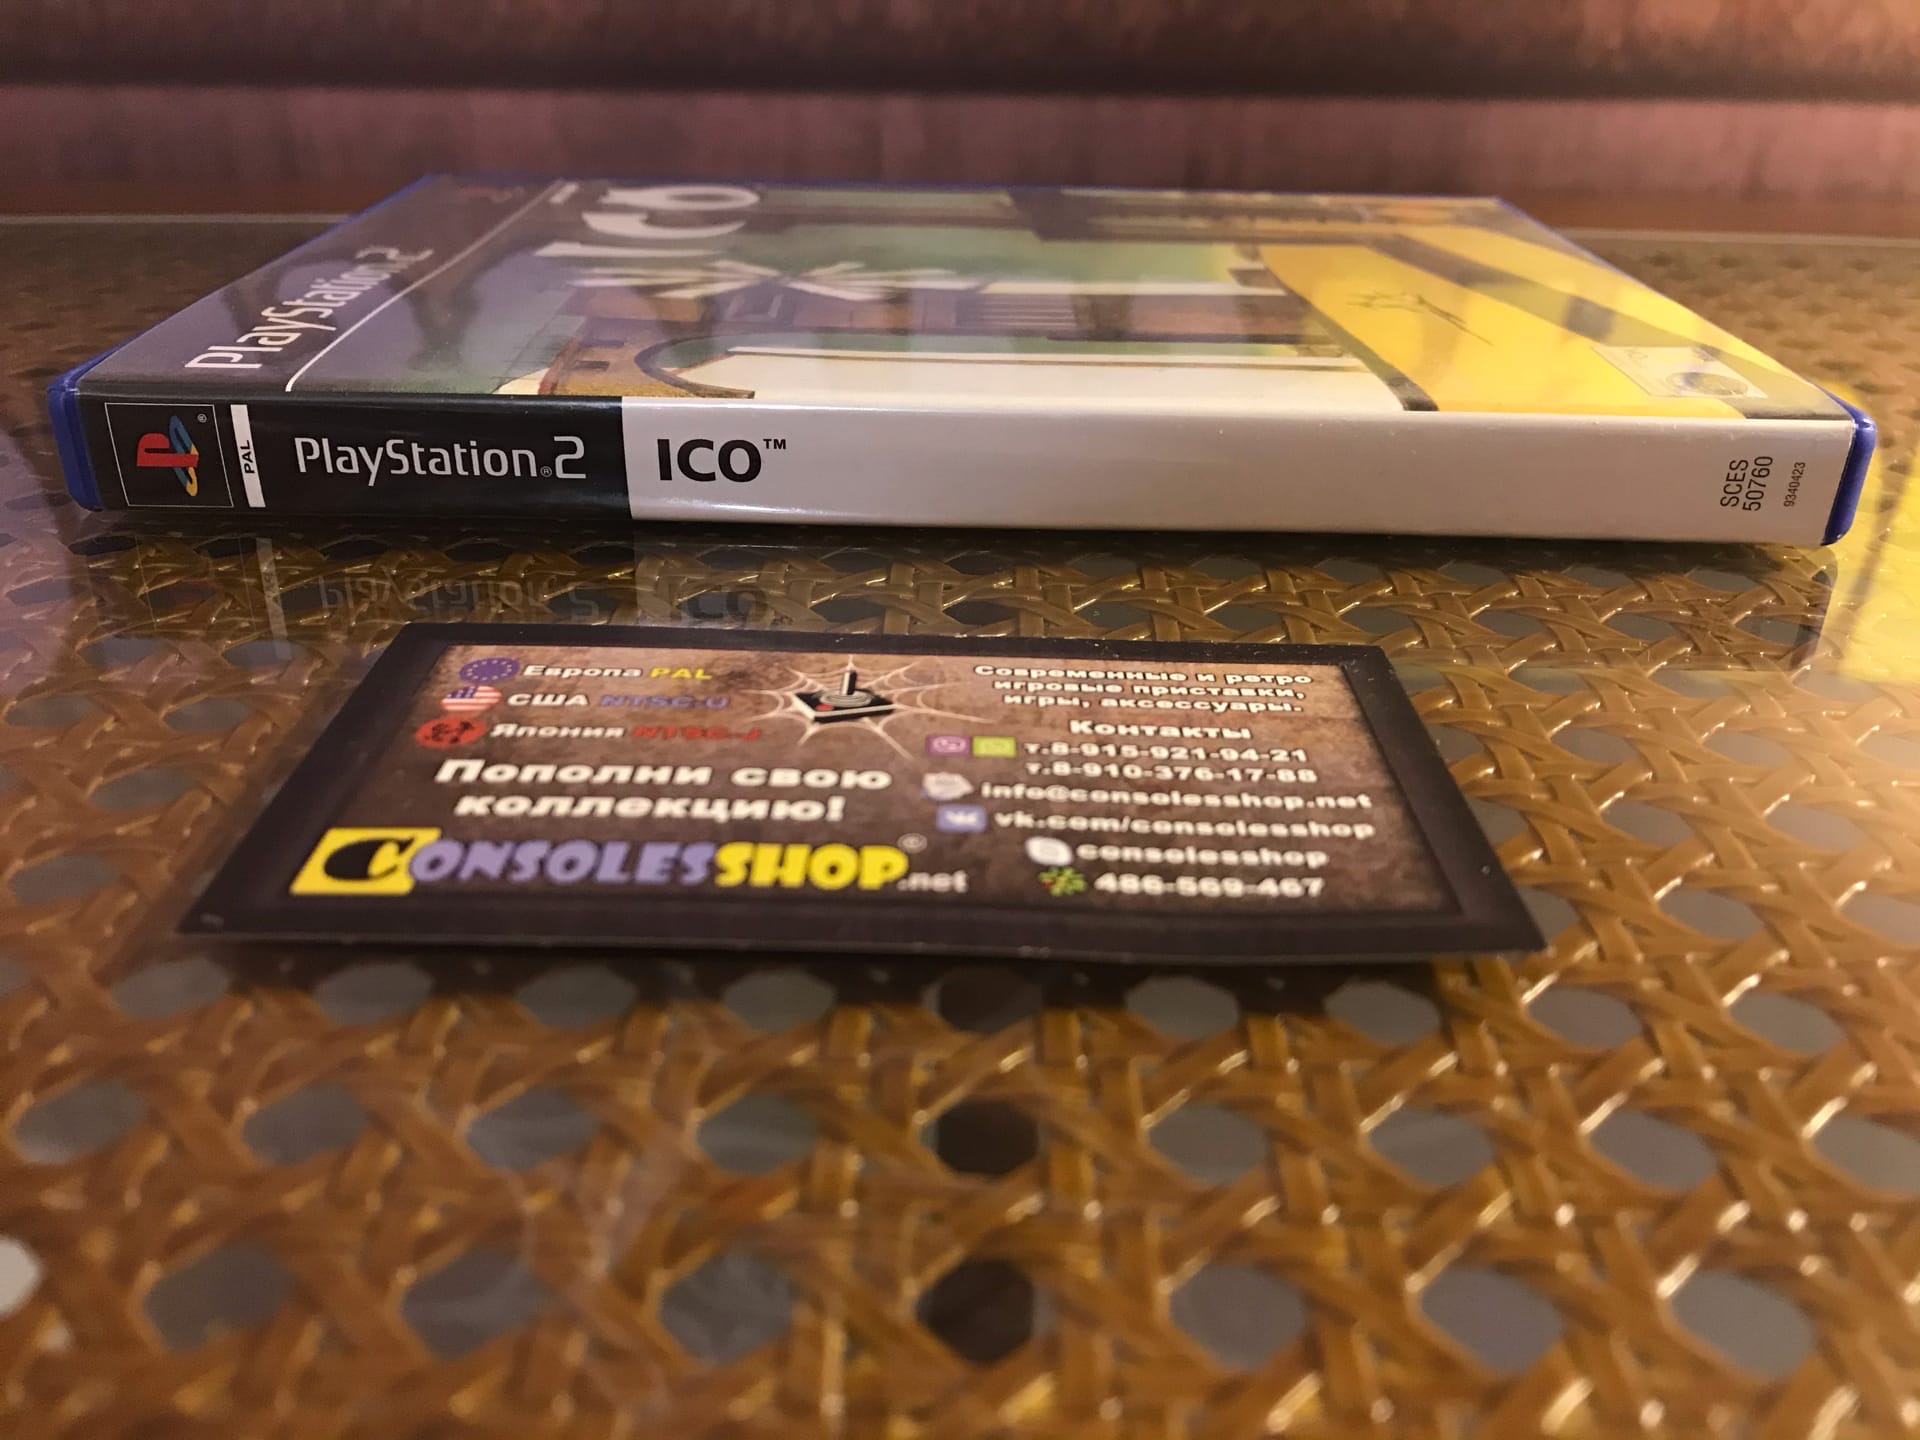 PlayStation 2
ICO
PAL
PlayStation®2
ICO™
SCES
50760
9340423
Европа PAL
США NTSC-U
Япония NTSC-J
Пополни свою
коллекцию!
CONSOLESSHOP®.net
Современные и ретро
игровые приставки,
игры, аксессуары.
Контакты
т.8-915-921-94-21
т.8-910-376-17-88
info@consolesshop.net
vk.com/consolesshop
consolesshop
486-569-467